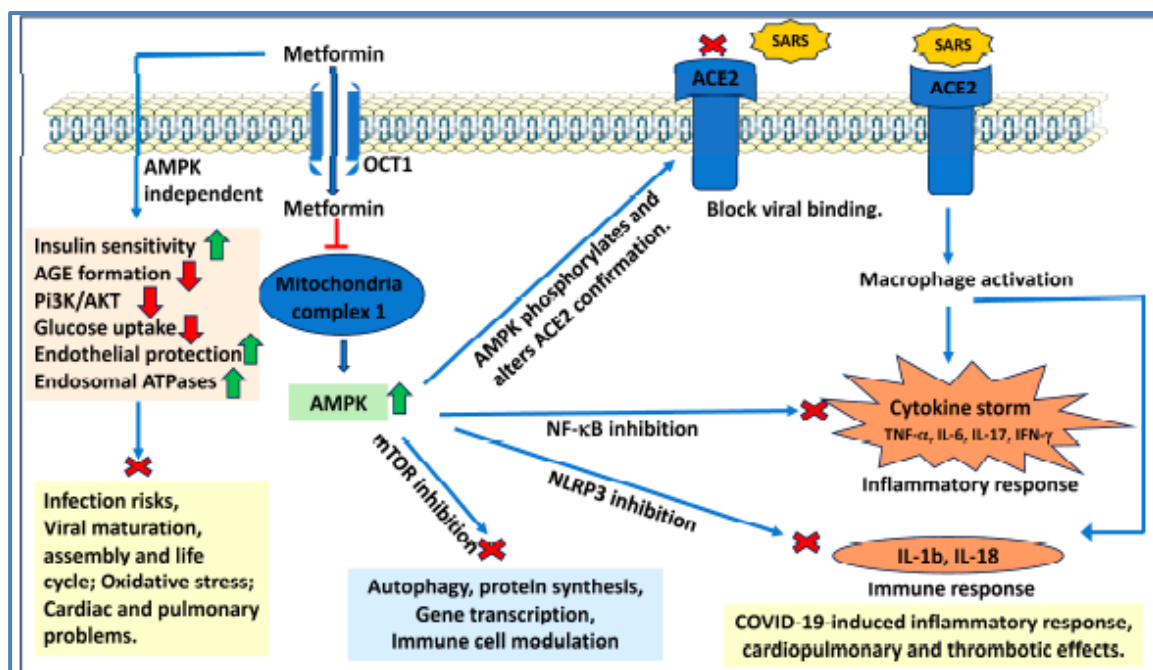 Metformin
SARS
ACE2
SARS
ACE2
OCT1
AMPK
independent
Metformin
Block viral binding.
Insulin sensitivity
AGE formation
Pi3K/AKT
Glucose uptake
Endothelial protection
Endosomal ATPases
Mitochondria
complex 1
AMPK
AMPK phosphorylates and
alters ACE2 confirmation.
Macrophage activation
NF-κB inhibition
Cytokine storm
TNF-α, IL-6, IL-17, IFN-γ
Inflammatory response
mTOR inhibition
NLRP3 inhibition
IL-1b, IL-18
Immune response
Infection risks,
Viral maturation,
assembly and life
cycle; Oxidative stress;
Cardiac and pulmonary
problems.
Autophagy, protein synthesis,
Gene transcription,
Immune cell modulation
COVID-19-induced inflammatory response,
cardiopulmonary and thrombotic effects.